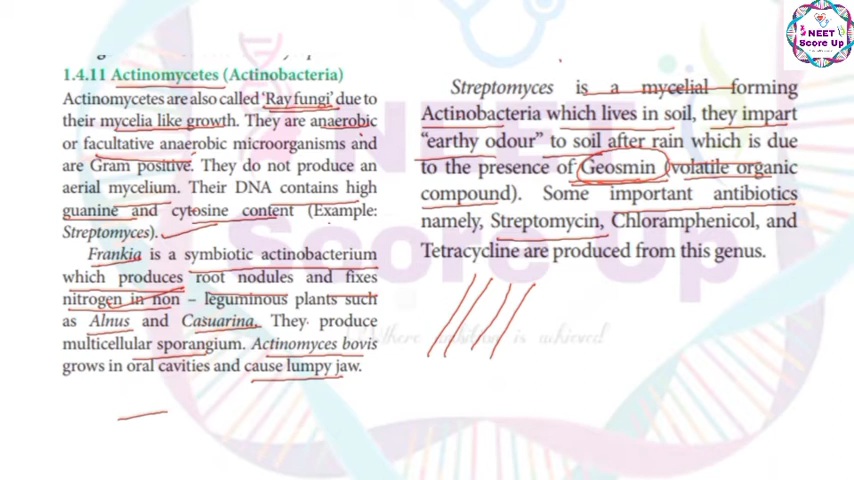 NEET
Score Up
1.4.11 Actinomycetes (Actinobacteria)
Actinomycetes are also called ‘Ray fungi’ due to
their mycelia like growth. They are anaerobic
or facultative anaerobic microorganisms and
are Gram positive. They do not produce an
aerial mycelium. Their DNA contains high
guanine and cytosine content (Example:
Streptomyces).
Frankia is a symbiotic actinobacterium
which produces root nodules and fixes
nitrogen in non – leguminous plants such
as Alnus and Casuarina. They produce
multicellular sporangium. Actinomyces bovis
grows in oral cavities and cause lumpy jaw.
Streptomyces is a mycelial forming
Actinobacteria which lives in soil, they impart
“earthy odour” to soil after rain which is due
to the presence of Geosmin (volatile organic
compound). Some important antibiotics
namely, Streptomycin, Chloramphenicol, and
Tetracycline are produced from this genus.
NEET
Score Up
is achieved